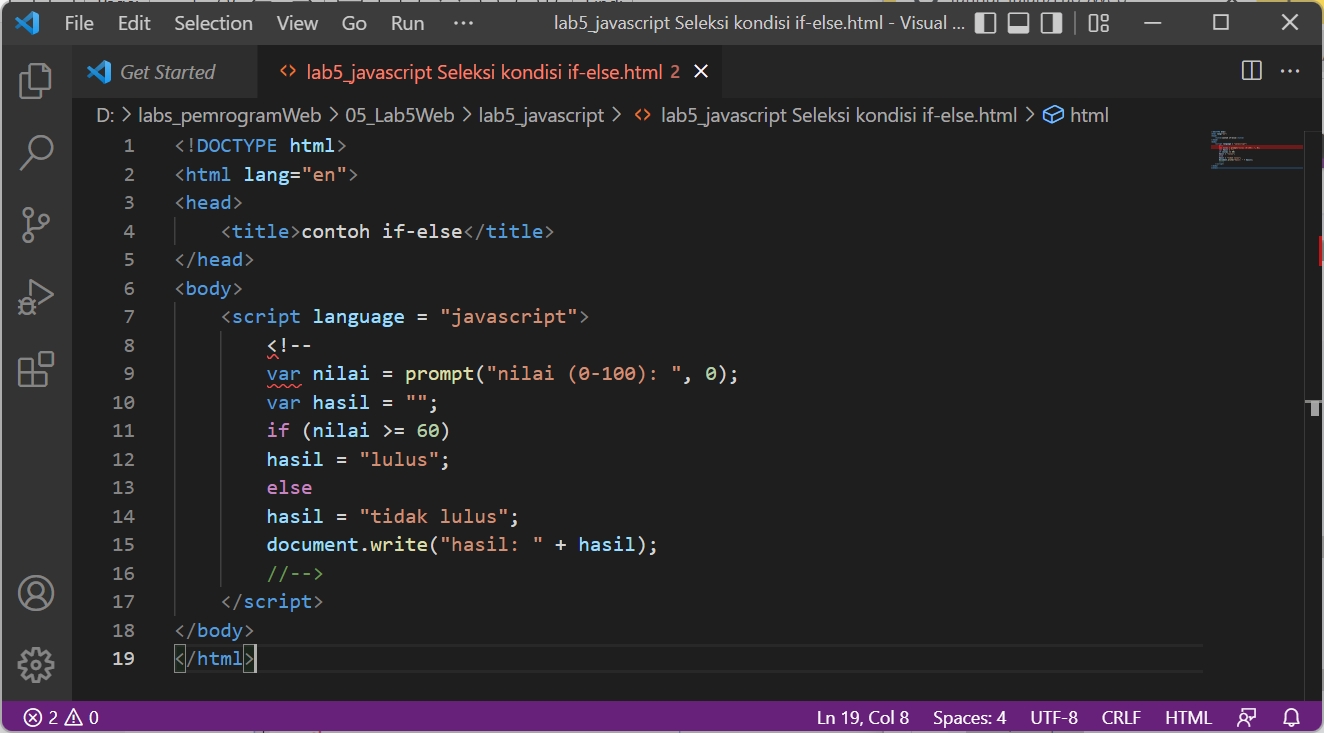 File Edit Selection View Go Run ··· lab5_javascript Seleksi kondisi if-else.html - Visual ...
Get Started lab5_javascript Seleksi kondisi if-else.html 2
D: > labs_pemrogramWeb > 05_Lab5Web > lab5_javascript > <> lab5_javascript Seleksi kondisi if-else.html > html
1 <!DOCTYPE html>
2 <html lang="en">
3 <head>
4 <title>contoh if-else</title>
5 </head>
6 <body>
7 <script language = "javascript">
8 <!--
9 var nilai = prompt("nilai (0-100): ", 0);
10 var hasil = "";
11 if (nilai >= 60)
12 hasil = "lulus";
13 else
14 hasil = "tidak lulus";
15 document.write("hasil: " + hasil);
16 //-->
17 </script>
18 </body>
19 </html>
2 0 Ln 19, Col 8 Spaces: 4 UTF-8 CRLF HTML